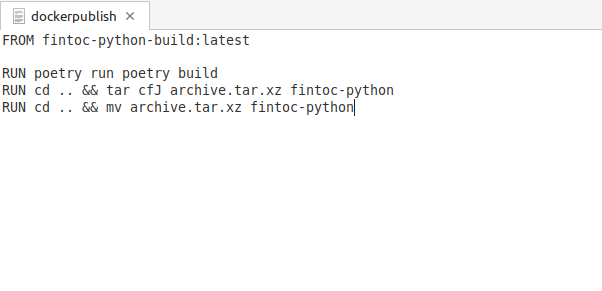 dockerpublish
FROM fintoc-python-build:latest
RUN poetry run poetry build
RUN cd .. && tar cfJ archive.tar.xz fintoc-python
RUN cd .. && mv archive.tar.xz fintoc-python